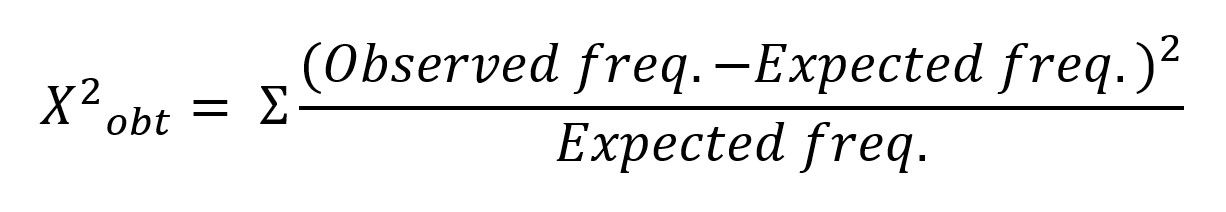 X²obt = Σ (Observed freq. −Expected freq. )² / Expected freq.